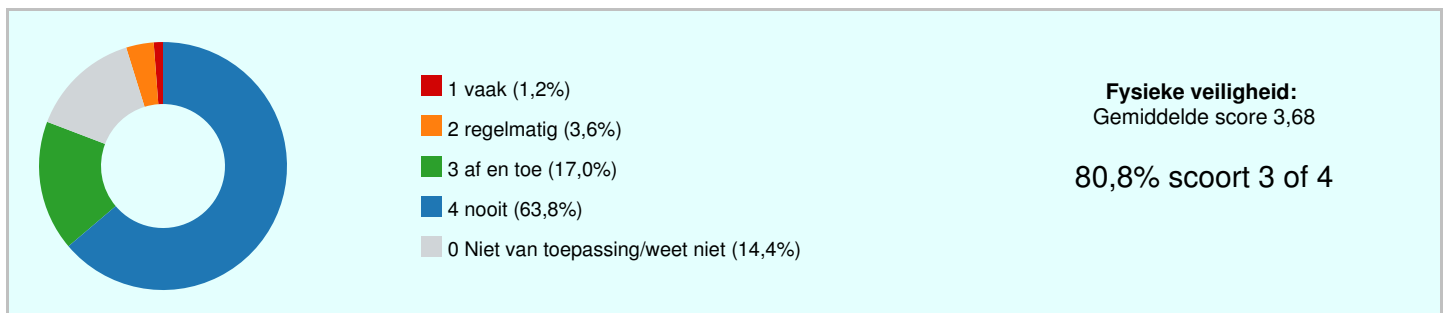 1 vaak (1,2%)
2 regelmatig (3,6%)
3 af en toe (17,0%)
4 nooit (63,8%)
0 Niet van toepassing/weet niet (14,4%)
Fysieke veiligheid:
Gemiddelde score 3,68
80,8% scoort 3 of 4